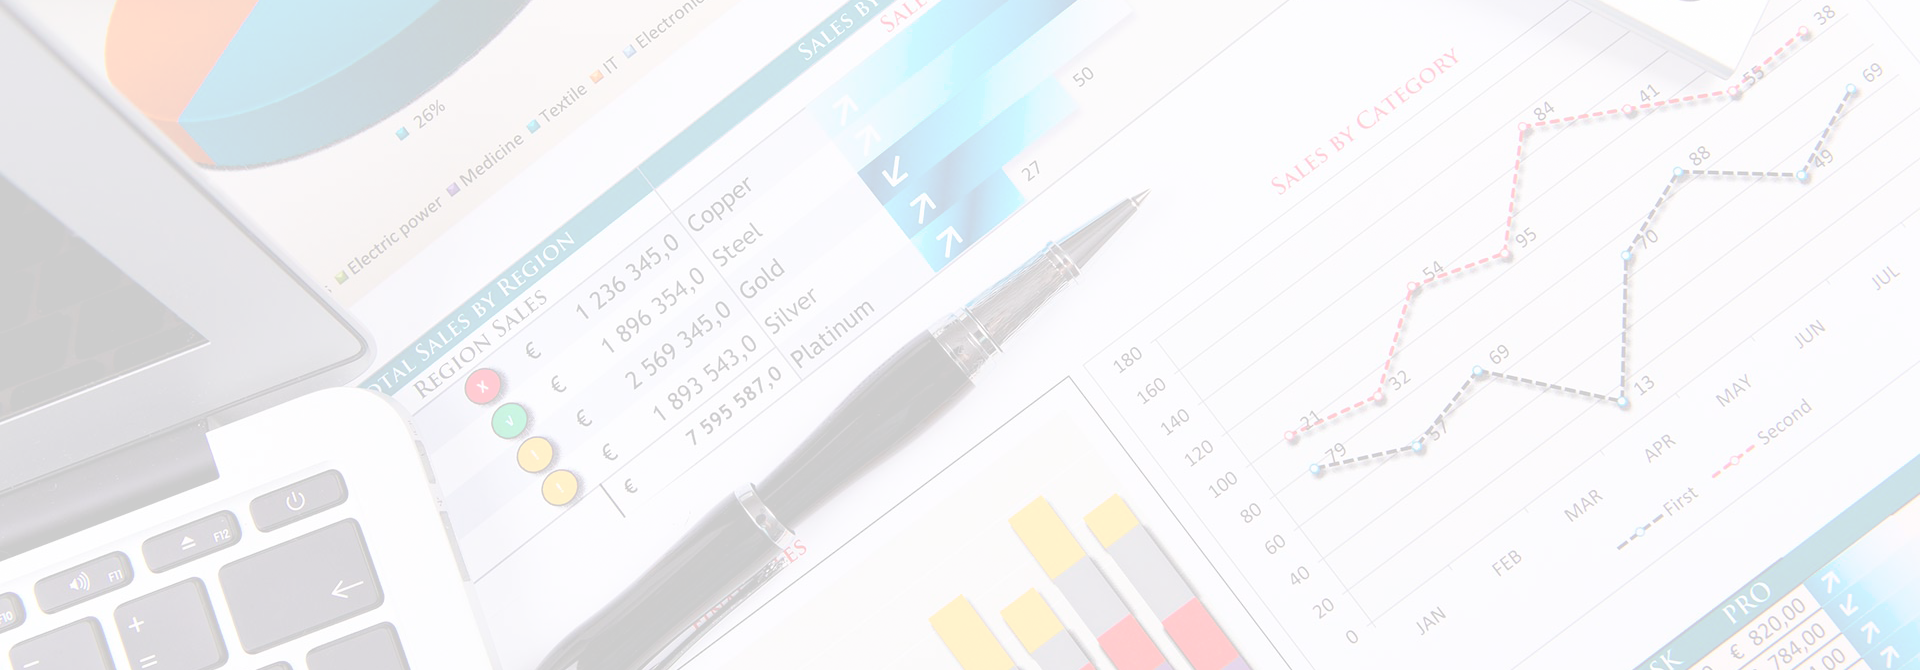 26%
Electric power
Medicine
Textile
IT
Electronic
SALES BY
SALE
TOTAL SALES BY REGION
REGION SALES
€ 1 236 345,0 Copper
€ 1 896 354,0 Steel
€ 2 569 345,0 Gold
€ 1 893 543,0 Silver
€ 7 595 587,0 Platinum
50
27
ES
SALES BY CATEGORY
38
55
41
84
95
54
32
21
69
49
88
70
13
69
57
79
180
160
140
120
100
80
60
40
20
0
JAN
FEB
MAR
APR
MAY
JUN
JUL
First
Second
PRO
SK
€ 820,00
784,00
F10
F11
F12
+
=